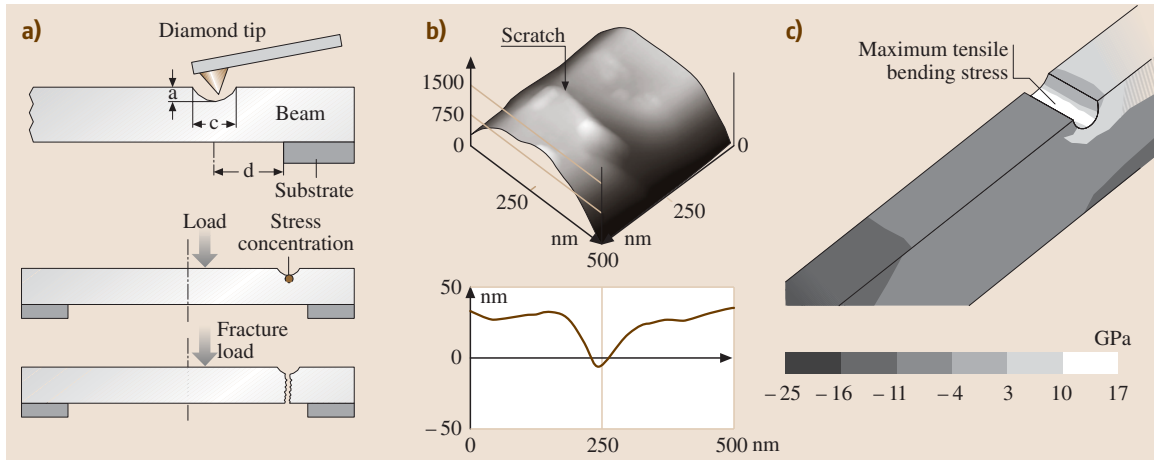 a)
Diamond tip
a
c
Beam
d
Substrate
Load
Stress
concentration
Fracture
load
b)
Scratch
1500
750
0
0
250
250
nm
nm
500
50
nm
0
– 50
0
250
500 nm
c)
Maximum tensile
bending stress
GPa
– 25
– 16
– 11
– 4
3
10
17